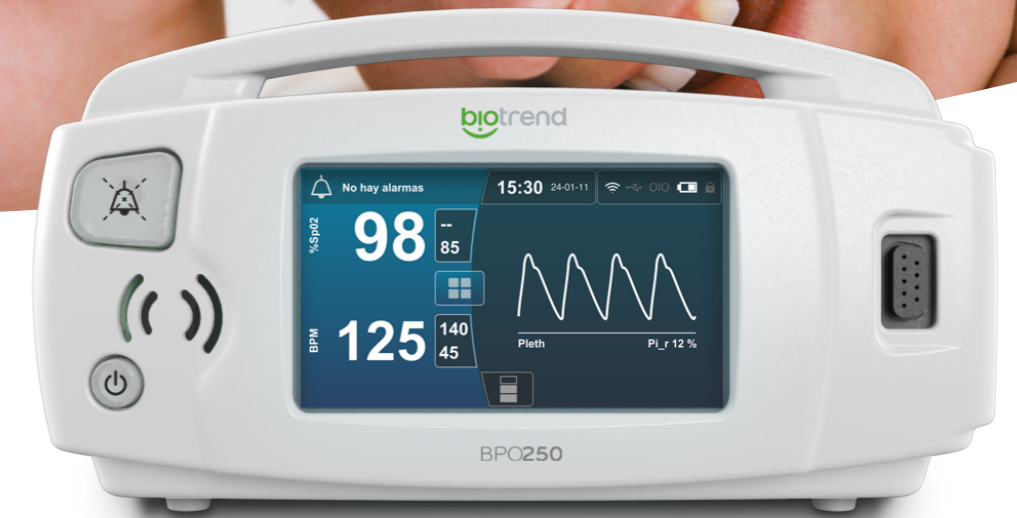 biotrend
No hay alarmas
15:30 24-01-11
OIO
%Sp02
98
--
85
BPM
125
140
45
Pleth
Pi_r 12 %
BPO250